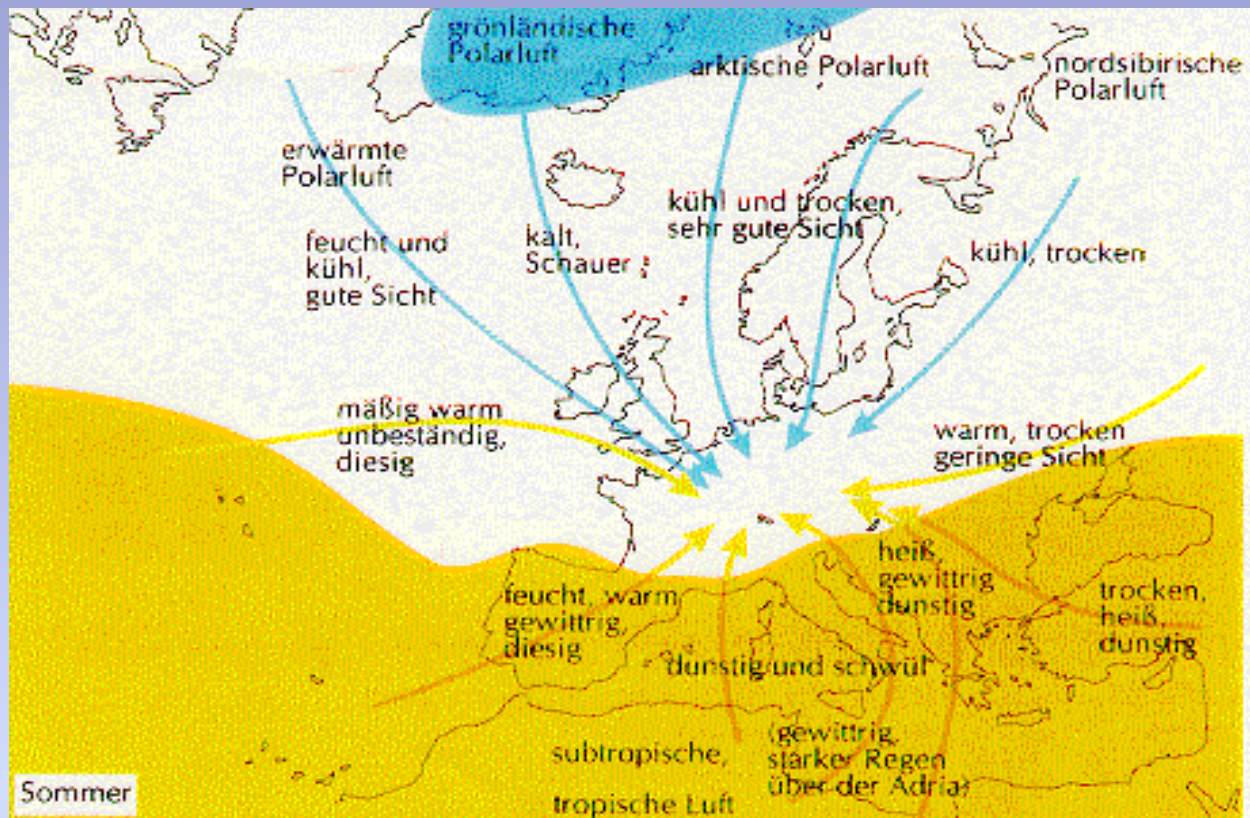 grönländische
Polarluft
arktische Polarluft
nordsibirische
Polarluft
erwärmte
Polarluft
feucht und
kühl,
gute Sicht
kalt,
Schauer
kühl und trocken,
sehr gute Sicht
kühl, trocken
mäßig warm
unbeständig,
diesig
warm, trocken
geringe Sicht
feucht, warm
gewittrig,
diesig
heiß,
gewittrig
dunstig
trocken,
heiß,
dunstig
dunstig und schwül
subtropische,
tropische Luft
(gewittrig,
starker Regen
über der Adria)
Sommer